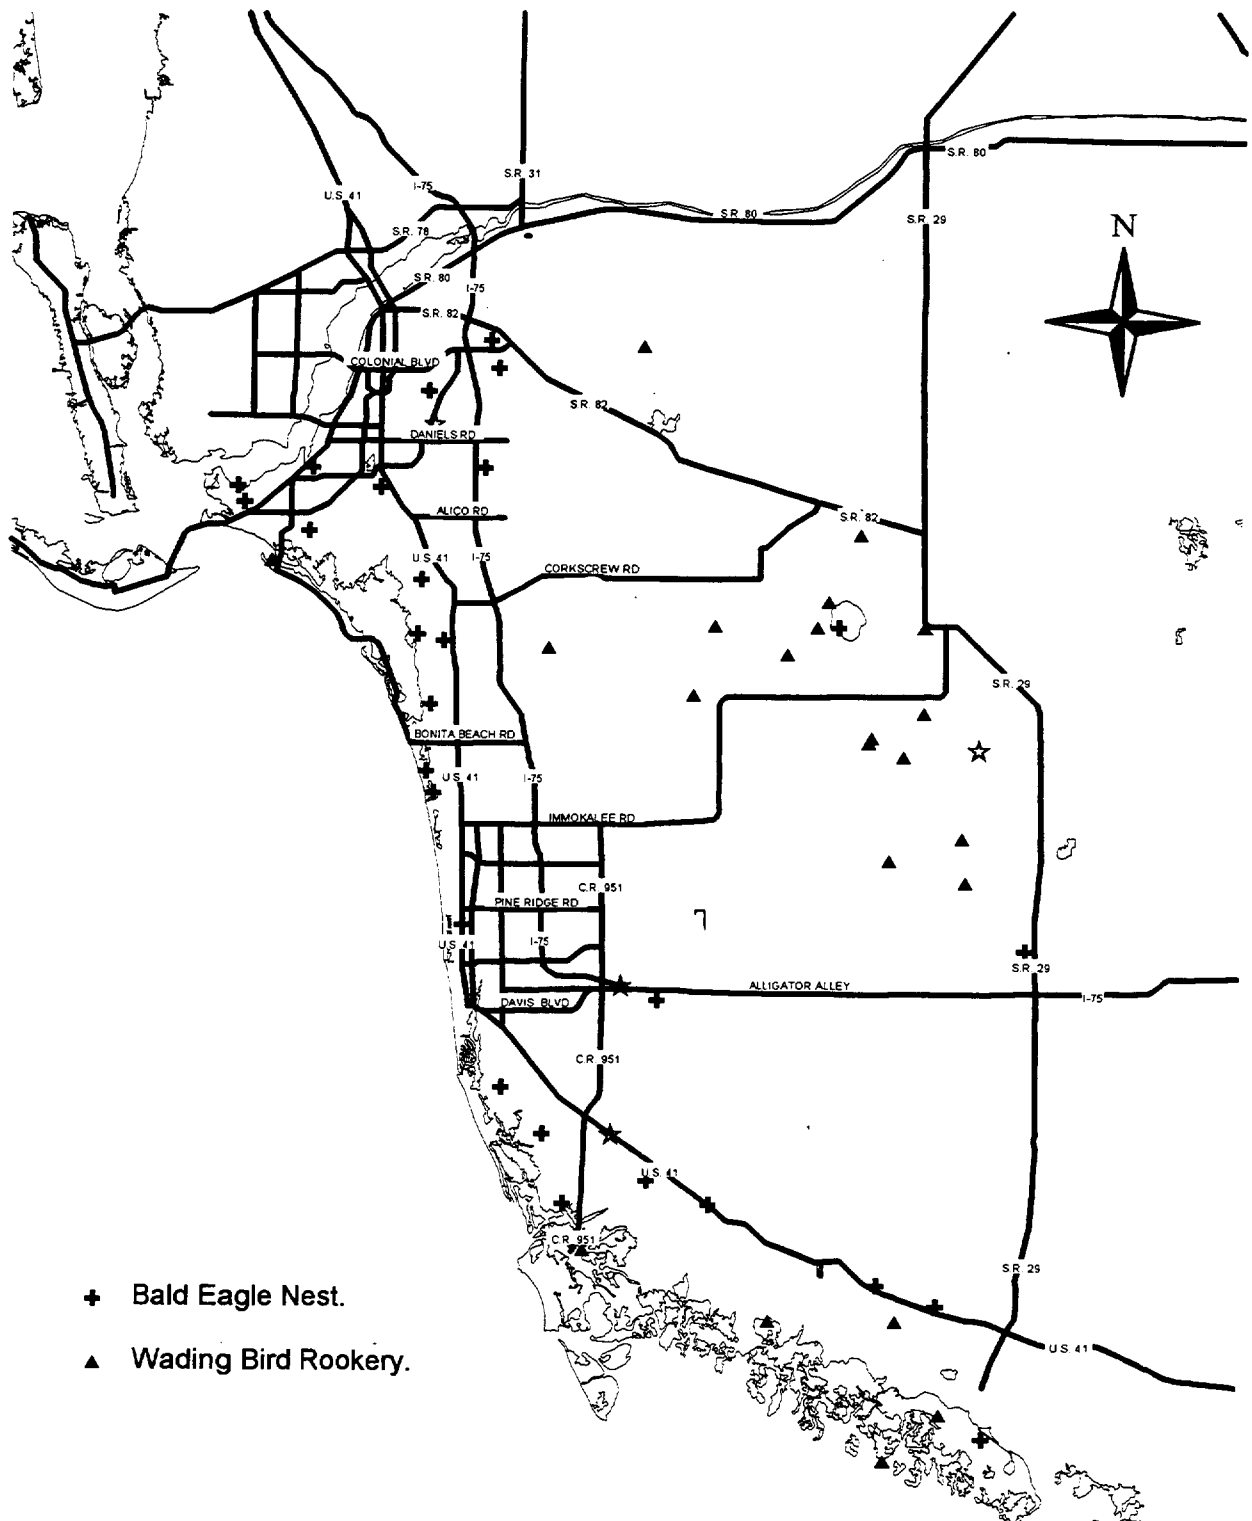 S.R. 80
S.R. 31
I-75
U.S. 41
S.R. 80
S.R. 29
N
S.R. 78
S.R. 80
I-75
S.R. 82
COLONIAL BLVD
S.R. 82
DANIELS RD
ALICO RD
S.R. 82
U.S. 41
I-75
CORKSCREW RD
S.R. 29
BONITA BEACH RD
U.S. 41
I-75
IMMOKALEE RD
C.R. 951
PINE RIDGE RD
U.S. 41
I-75
S.R. 29
ALLIGATOR ALLEY
I-75
DAVIS BLVD
C.R. 951
U.S. 41
C.R. 951
S.R. 29
Bald Eagle Nest.
U.S. 41
Wading Bird Rookery.